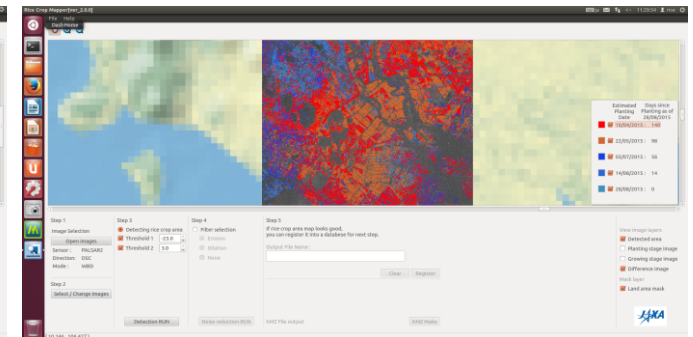 Rice Crop Mapper[ver_2.0.0]
File Help
Dash Home
Estimated Planting Date
Days since Planting as of 28/08/2015
22/05/2015 : 98
03/07/2015 : 56
14/08/2015 : 14
28/08/2015 : 0
Step 1
Image Selection
Open Images
Sensor : PALSAR2
Direction: DSC
Mode : WBD
Step 2
Select / Change Images
Step 3
Detecting rice crop area
Threshold 1 -23.0
Threshold 2 3.0
Detection RUN
Step 4
Filter selection
Erosion
Dilation
None
Noise reduction RUN
Step 5
If rice crop area map looks good,
you can register it into a database for next step.
Output File Name :
Clear Register
KMZ File output KMZ Make
View image layers
Detected area
Planting stage image
Growing stage image
Difference image
Mask layer
Land area mask
JAXA